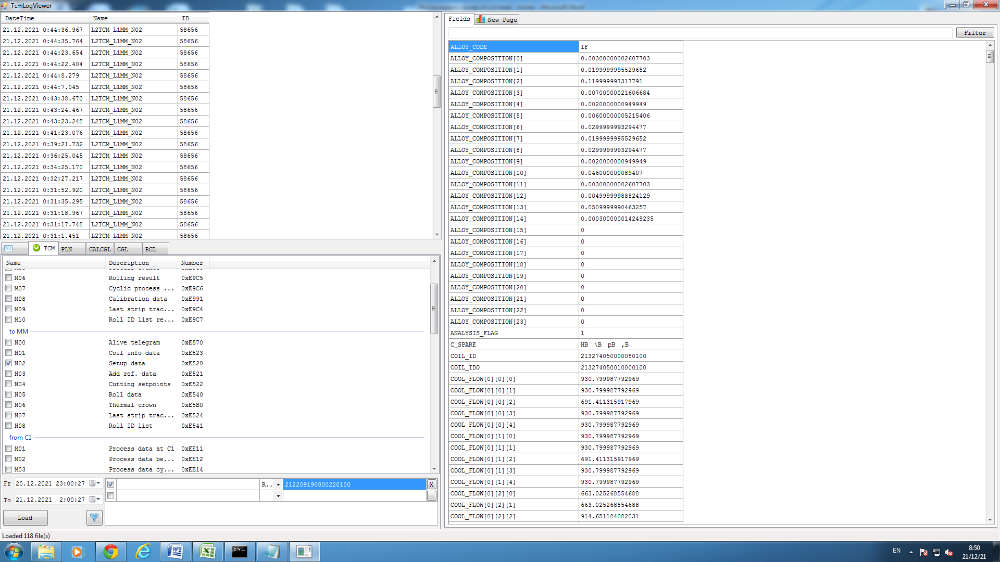 TcmLogViewer
DateTime Name ID
21.12.2021 0:44:36.967 L2TCM_L1MM_N02 58656
21.12.2021 0:44:35.764 L2TCM_L1MM_N02 58656
21.12.2021 0:44:23.654 L2TCM_L1MM_N02 58656
21.12.2021 0:44:22.404 L2TCM_L1MM_N02 58656
21.12.2021 0:44:8.279 L2TCM_L1MM_N02 58656
21.12.2021 0:44:7.045 L2TCM_L1MM_N02 58656
21.12.2021 0:43:38.670 L2TCM_L1MM_N02 58656
21.12.2021 0:43:24.467 L2TCM_L1MM_N02 58656
21.12.2021 0:43:23.248 L2TCM_L1MM_N02 58656
21.12.2021 0:41:23.076 L2TCM_L1MM_N02 58656
21.12.2021 0:39:21.732 L2TCM_L1MM_N02 58656
21.12.2021 0:36:25.045 L2TCM_L1MM_N02 58656
21.12.2021 0:34:25.170 L2TCM_L1MM_N02 58656
21.12.2021 0:32:27.217 L2TCM_L1MM_N02 58656
21.12.2021 0:31:52.920 L2TCM_L1MM_N02 58656
21.12.2021 0:31:35.295 L2TCM_L1MM_N02 58656
21.12.2021 0:31:18.967 L2TCM_L1MM_N02 58656
21.12.2021 0:31:17.748 L2TCM_L1MM_N02 58656
21.12.2021 0:31:1.451 L2TCM_L1MM_N02 58656
TCM PLN CALCGL CGL RCL
Name Description Number
M06 Rolling result 0xE9C5
M07 Cyclic process ... 0xE9C6
M08 Calibration data 0xE991
M09 Last strip trac... 0xE9C4
M10 Roll ID list re... 0xE9C7
to MM
N00 Alive telegram 0xE570
N01 Coil info data 0xE523
N02 Setup data 0xE520
N03 Add ref. data 0xE521
N04 Cutting setpoints 0xE522
N05 Roll data 0xE540
N06 Thermal crown 0xE5B0
N07 Last strip trac... 0xE524
N08 Roll ID list 0xE541
from C1
M01 Process data at C1 0xEE11
M02 Process data be... 0xEE12
M03 Process data cy... 0xEE14
Fr 20.12.2021 23:00:27 R.. 212209190000220100 X
To 21.12.2021 2:00:27
Load
Loaded 118 file(s)
Fields New Page
Filter
ALLOY_CODE IF
ALLOY_COMPOSITION[0] 0.00300000002607703
ALLOY_COMPOSITION[1] 0.0199999995529652
ALLOY_COMPOSITION[2] 0.119999997317791
ALLOY_COMPOSITION[3] 0.00700000021606684
ALLOY_COMPOSITION[4] 0.0020000000949949
ALLOY_COMPOSITION[5] 0.00600000005215406
ALLOY_COMPOSITION[6] 0.0299999993294477
ALLOY_COMPOSITION[7] 0.0199999995529652
ALLOY_COMPOSITION[8] 0.0299999993294477
ALLOY_COMPOSITION[9] 0.0020000000949949
ALLOY_COMPOSITION[10] 0.046000000089407
ALLOY_COMPOSITION[11] 0.00300000002607703
ALLOY_COMPOSITION[12] 0.00499999988824129
ALLOY_COMPOSITION[13] 0.0509999990463257
ALLOY_COMPOSITION[14] 0.000300000014249235
ALLOY_COMPOSITION[15] 0
ALLOY_COMPOSITION[16] 0
ALLOY_COMPOSITION[17] 0
ALLOY_COMPOSITION[18] 0
ALLOY_COMPOSITION[19] 0
ALLOY_COMPOSITION[20] 0
ALLOY_COMPOSITION[21] 0
ALLOY_COMPOSITION[22] 0
ALLOY_COMPOSITION[23] 0
ANALYSIS_FLAG 1
C_SPARE HB \B pB ,B
COIL_ID 213274050000080100
COIL_IDO 213274050010000100
COOL_FLOW[0][0][0] 930.799987792969
COOL_FLOW[0][0][1] 930.799987792969
COOL_FLOW[0][0][2] 691.411315917969
COOL_FLOW[0][0][3] 930.799987792969
COOL_FLOW[0][0][4] 930.799987792969
COOL_FLOW[0][1][0] 930.799987792969
COOL_FLOW[0][1][1] 930.799987792969
COOL_FLOW[0][1][2] 691.411315917969
COOL_FLOW[0][1][3] 930.799987792969
COOL_FLOW[0][1][4] 930.799987792969
COOL_FLOW[0][2][0] 663.025268554688
COOL_FLOW[0][2][1] 663.025268554688
COOL_FLOW[0][2][2] 914.651184082031
EN 8:50
21/12/21